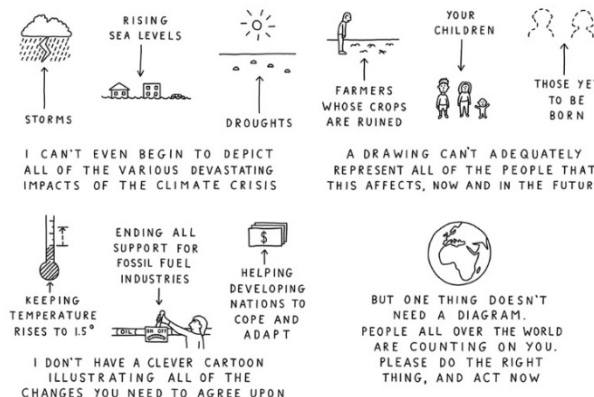 STORMS
RISING
SEA LEVELS
DROUGHTS
I CAN'T EVEN BEGIN TO DEPICT
ALL OF THE VARIOUS DEVASTATING
IMPACTS OF THE CLIMATE CRISIS
FARMERS
WHOSE CROPS
ARE RUINED
YOUR
CHILDREN
THOSE YE
TO BE
BORN
A DRAWING CAN'T ADEQUATELY
REPRESENT ALL OF THE PEOPLE THAT
THIS AFFECTS, NOW AND IN THE FUTUR
KEEPING
TEMPERATURE
RISES TO 1.5°
ENDING ALL
SUPPORT FOR
FOSSIL FUEL
INDUSTRIES
OIL
ON OFF
$
HELPING
DEVELOPING
NATIONS TO
COPE AND
ADAPT
I DON'T HAVE A CLEVER CARTOON
ILLUSTRATING ALL OF THE
CHANGES YOU NEED TO AGREE UPON
BUT ONE THING DOESN'T
NEED A DIAGRAM.
PEOPLE ALL OVER THE WORLD
ARE COUNTING ON YOU.
PLEASE DO THE RIGHT
THING, AND ACT NOW